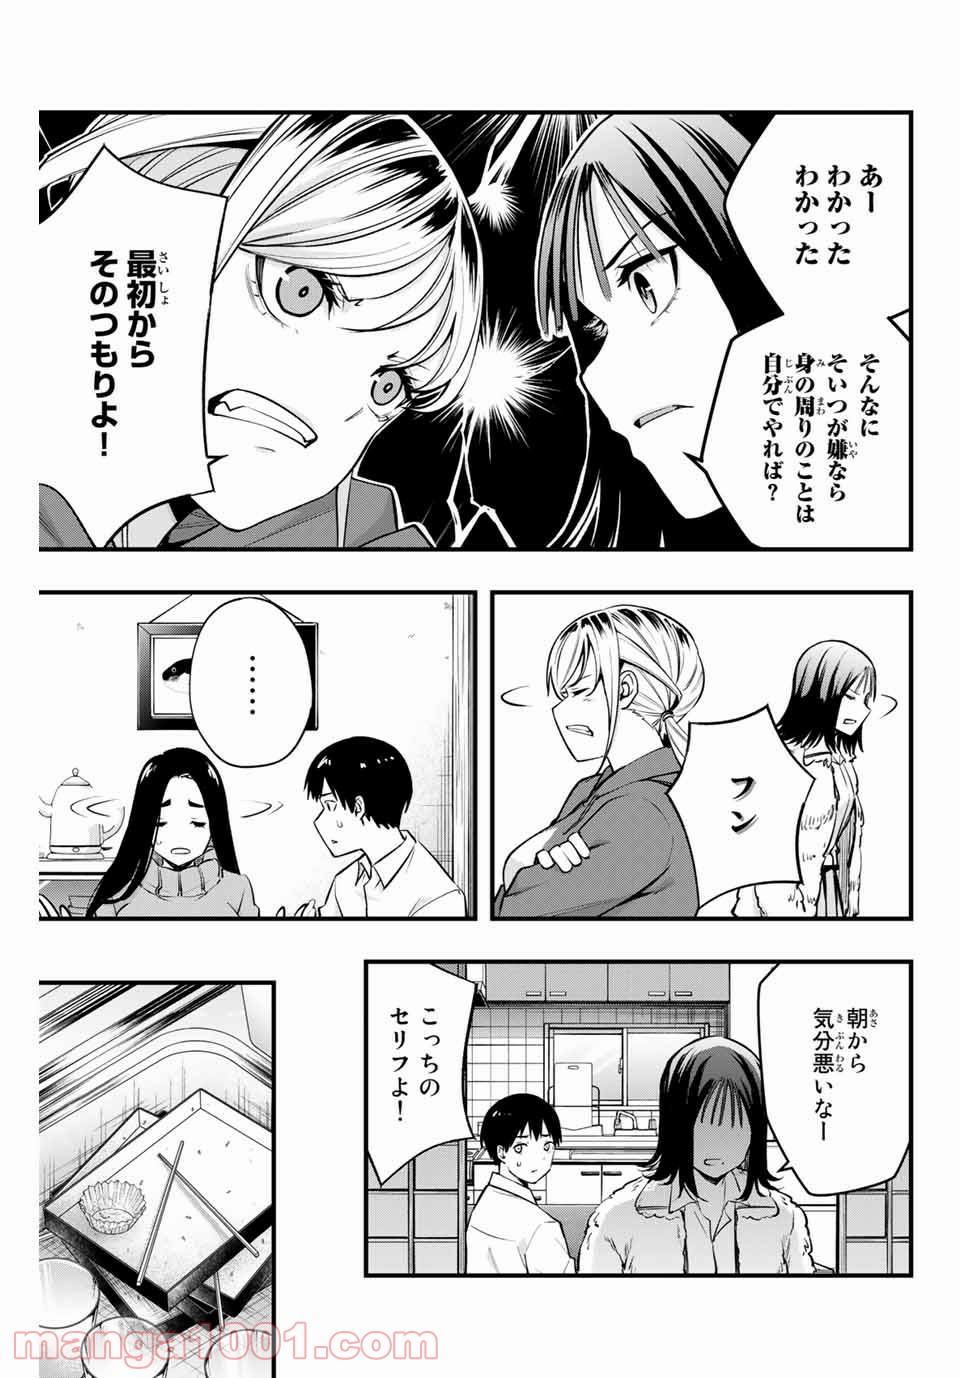 あー
わかった
わかった
そんなに
そいつが嫌なら
身の周りのことは
自分でやれば？
最初から
そのつもりよ！
フン
……
朝から
気分悪いなー
こっちの
セリフよ！
manga1001.com